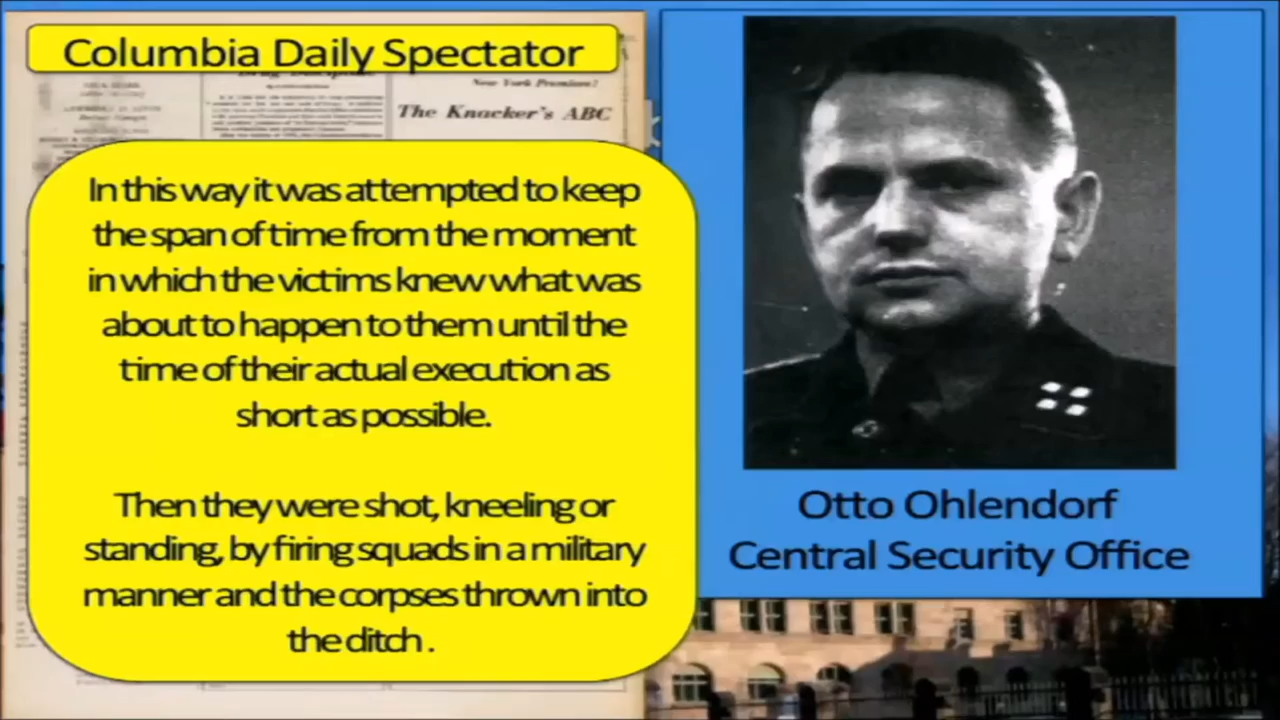 Columbia Daily Spectator
New York Premiere!
The Knacker's ABC
In this way it was attempted to keep
the span of time from the moment
in which the victims knew what was
about to happen to them until the
time of their actual execution as
short as possible.
Then they were shot, kneeling or
standing, by firing squads in a military
manner and the corpses thrown into
the ditch .
Otto Ohlendorf
Central Security Office